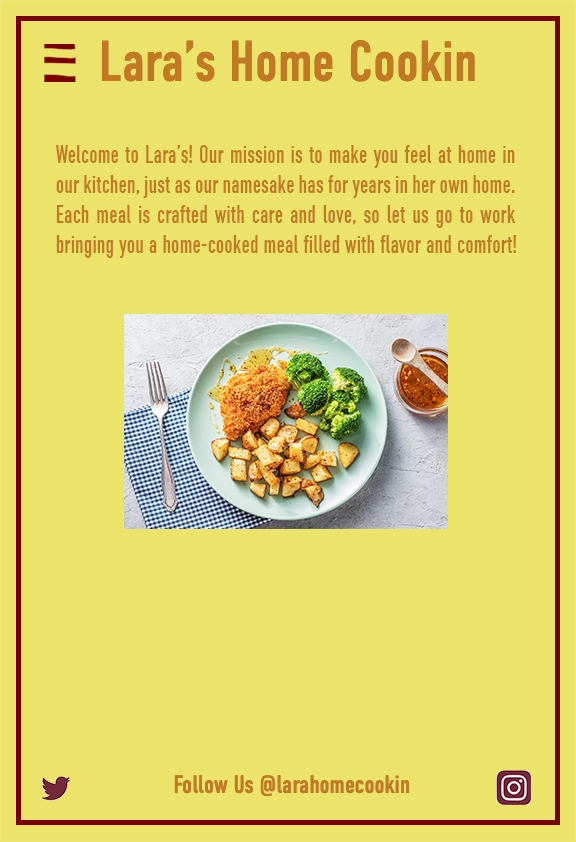 Lara’s Home Cookin
Welcome to Lara’s! Our mission is to make you feel at home in
our kitchen, just as our namesake has for years in her own home.
Each meal is crafted with care and love, so let us go to work
bringing you a home-cooked meal filled with flavor and comfort!
Follow Us @larahomecookin